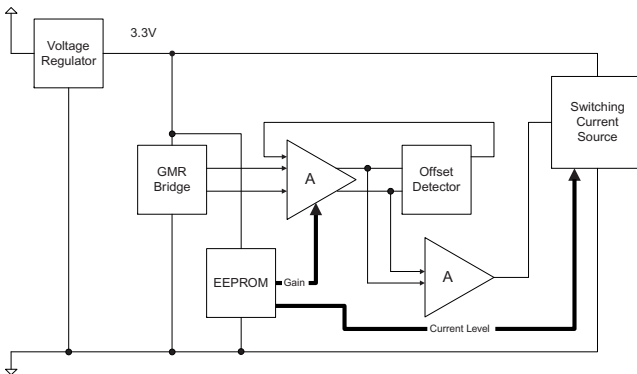 3.3V
Voltage
Regulator
Switching
Current
Source
GMR
Bridge
A
Offset
Detector
EEPROM
Gain
A
Current Level